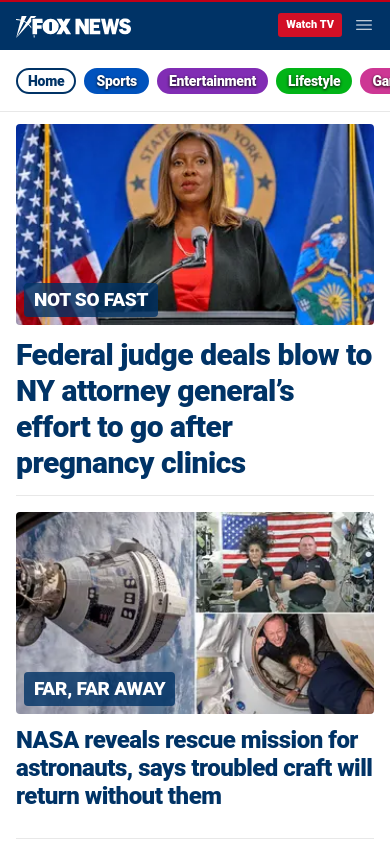 FOX NEWS
Watch TV
Home
Sports
Entertainment
Lifestyle
Ga
STATE OF NEW YORK
NOT SO FAST
Federal judge deals blow to
NY attorney general’s
effort to go after
pregnancy clinics
FAR, FAR AWAY
NASA reveals rescue mission for
astronauts, says troubled craft will
return without them